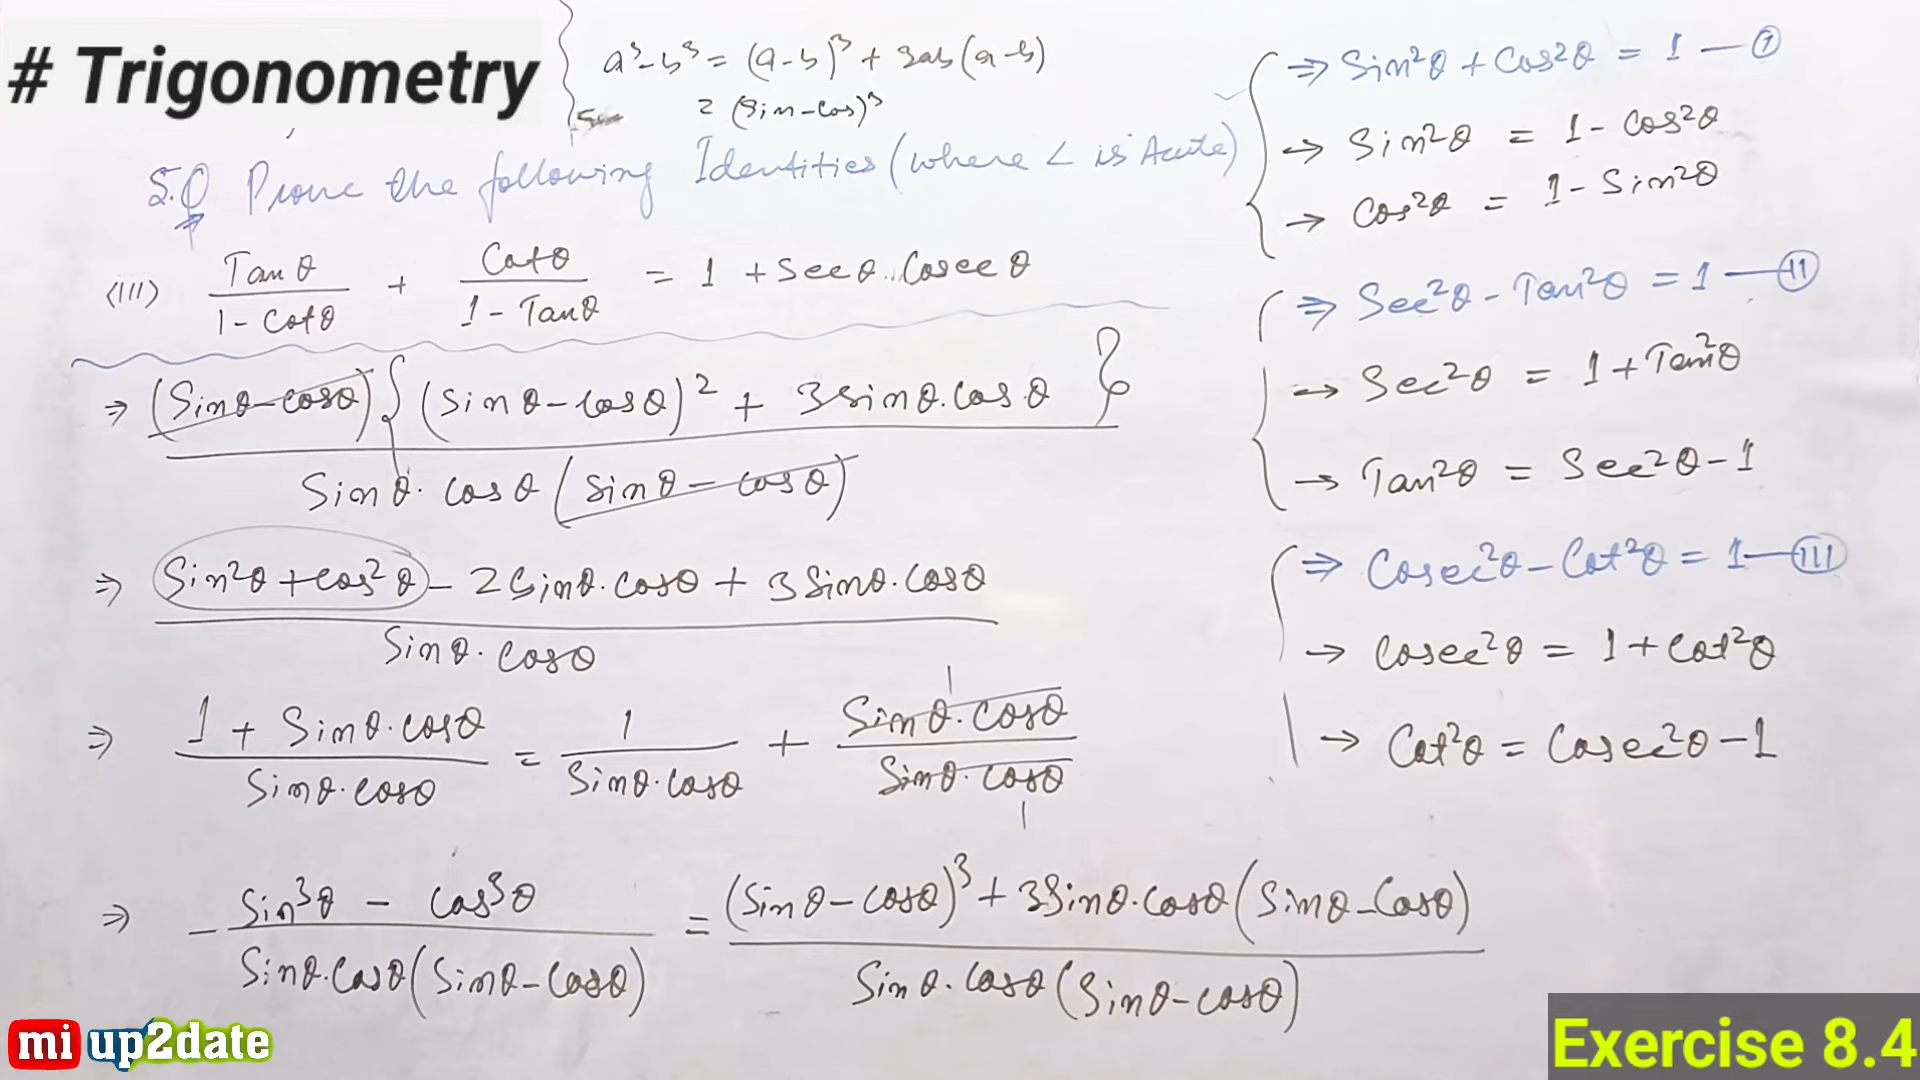 # Trigonometry
a³-b³ = (a-b)³ + 3ab(a-b)
= (Sin-Cos)³
5.Q Prove the following Identities (where ∠ is Acute)
(III) Tanθ/(1-Cotθ) + Cotθ/(1-Tanθ) = 1 + Secθ.Cosecθ
⇒ (Sinθ-cosθ){(Sinθ-cosθ)² + 3Sinθ.Cosθ}
Sinθ.cosθ(Sinθ-cosθ)
⇒ Sin²θ+cos²θ - 2Sinθ.cosθ + 3Sinθ.cosθ
Sinθ.cosθ
⇒ (1 + Sinθ.cosθ)/(Sinθ.cosθ) = 1/(Sinθ.cosθ) + (Sinθ.cosθ)/(Sinθ.cosθ)
1
1
⇒ -(Sin³θ - cos³θ)/(Sinθ.Cosθ(Sinθ-Cosθ)) = ((Sinθ-cosθ)³ + 3Sinθ.cosθ(Sinθ-Cosθ))/(Sinθ.cosθ(Sinθ-cosθ))
⇒ Sin²θ + Cos²θ = 1 — I
→ Sin²θ = 1 - Cos²θ
→ Cos²θ = 1 - Sin²θ
⇒ Sec²θ - Tan²θ = 1 — II
→ Sec²θ = 1 + Tan²θ
→ Tan²θ = Sec²θ - 1
⇒ Cosec²θ - Cot²θ = 1 — III
→ Cosec²θ = 1 + Cot²θ
→ Cot²θ = Cosec²θ - 1
mi up2date
Exercise 8.4